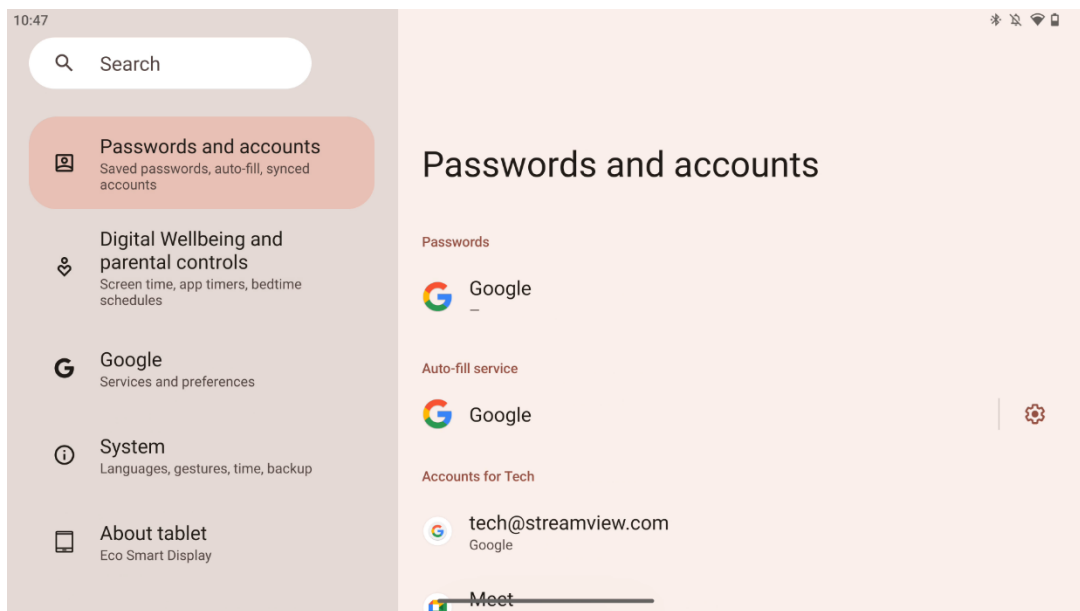 10:47
Search
Passwords and accounts
Saved passwords, auto-fill, synced
accounts
Digital Wellbeing and
parental controls
Screen time, app timers, bedtime
schedules
Google
Services and preferences
System
Languages, gestures, time, backup
About tablet
Eco Smart Display
Passwords and accounts
Passwords
Google
–
Auto-fill service
Google
Accounts for Tech
tech@streamview.com
Google
Meet